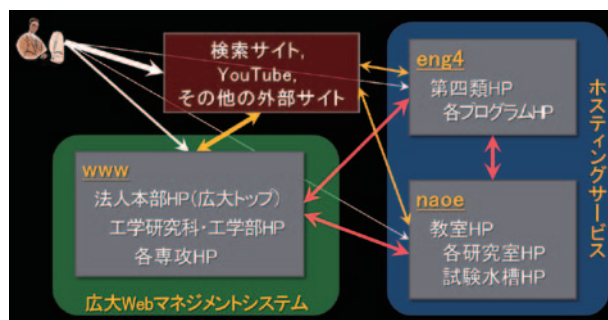 検索サイト,
YouTube,
その他の外部サイト
eng4
第四類HP
各プログラムHP
ホスティングサービス
www
法人本部HP(広大トップ)
工学研究科・工学部HP
各専攻HP
naoe
教室HP
各研究室HP
試験水槽HP
広大Webマネジメントシステム